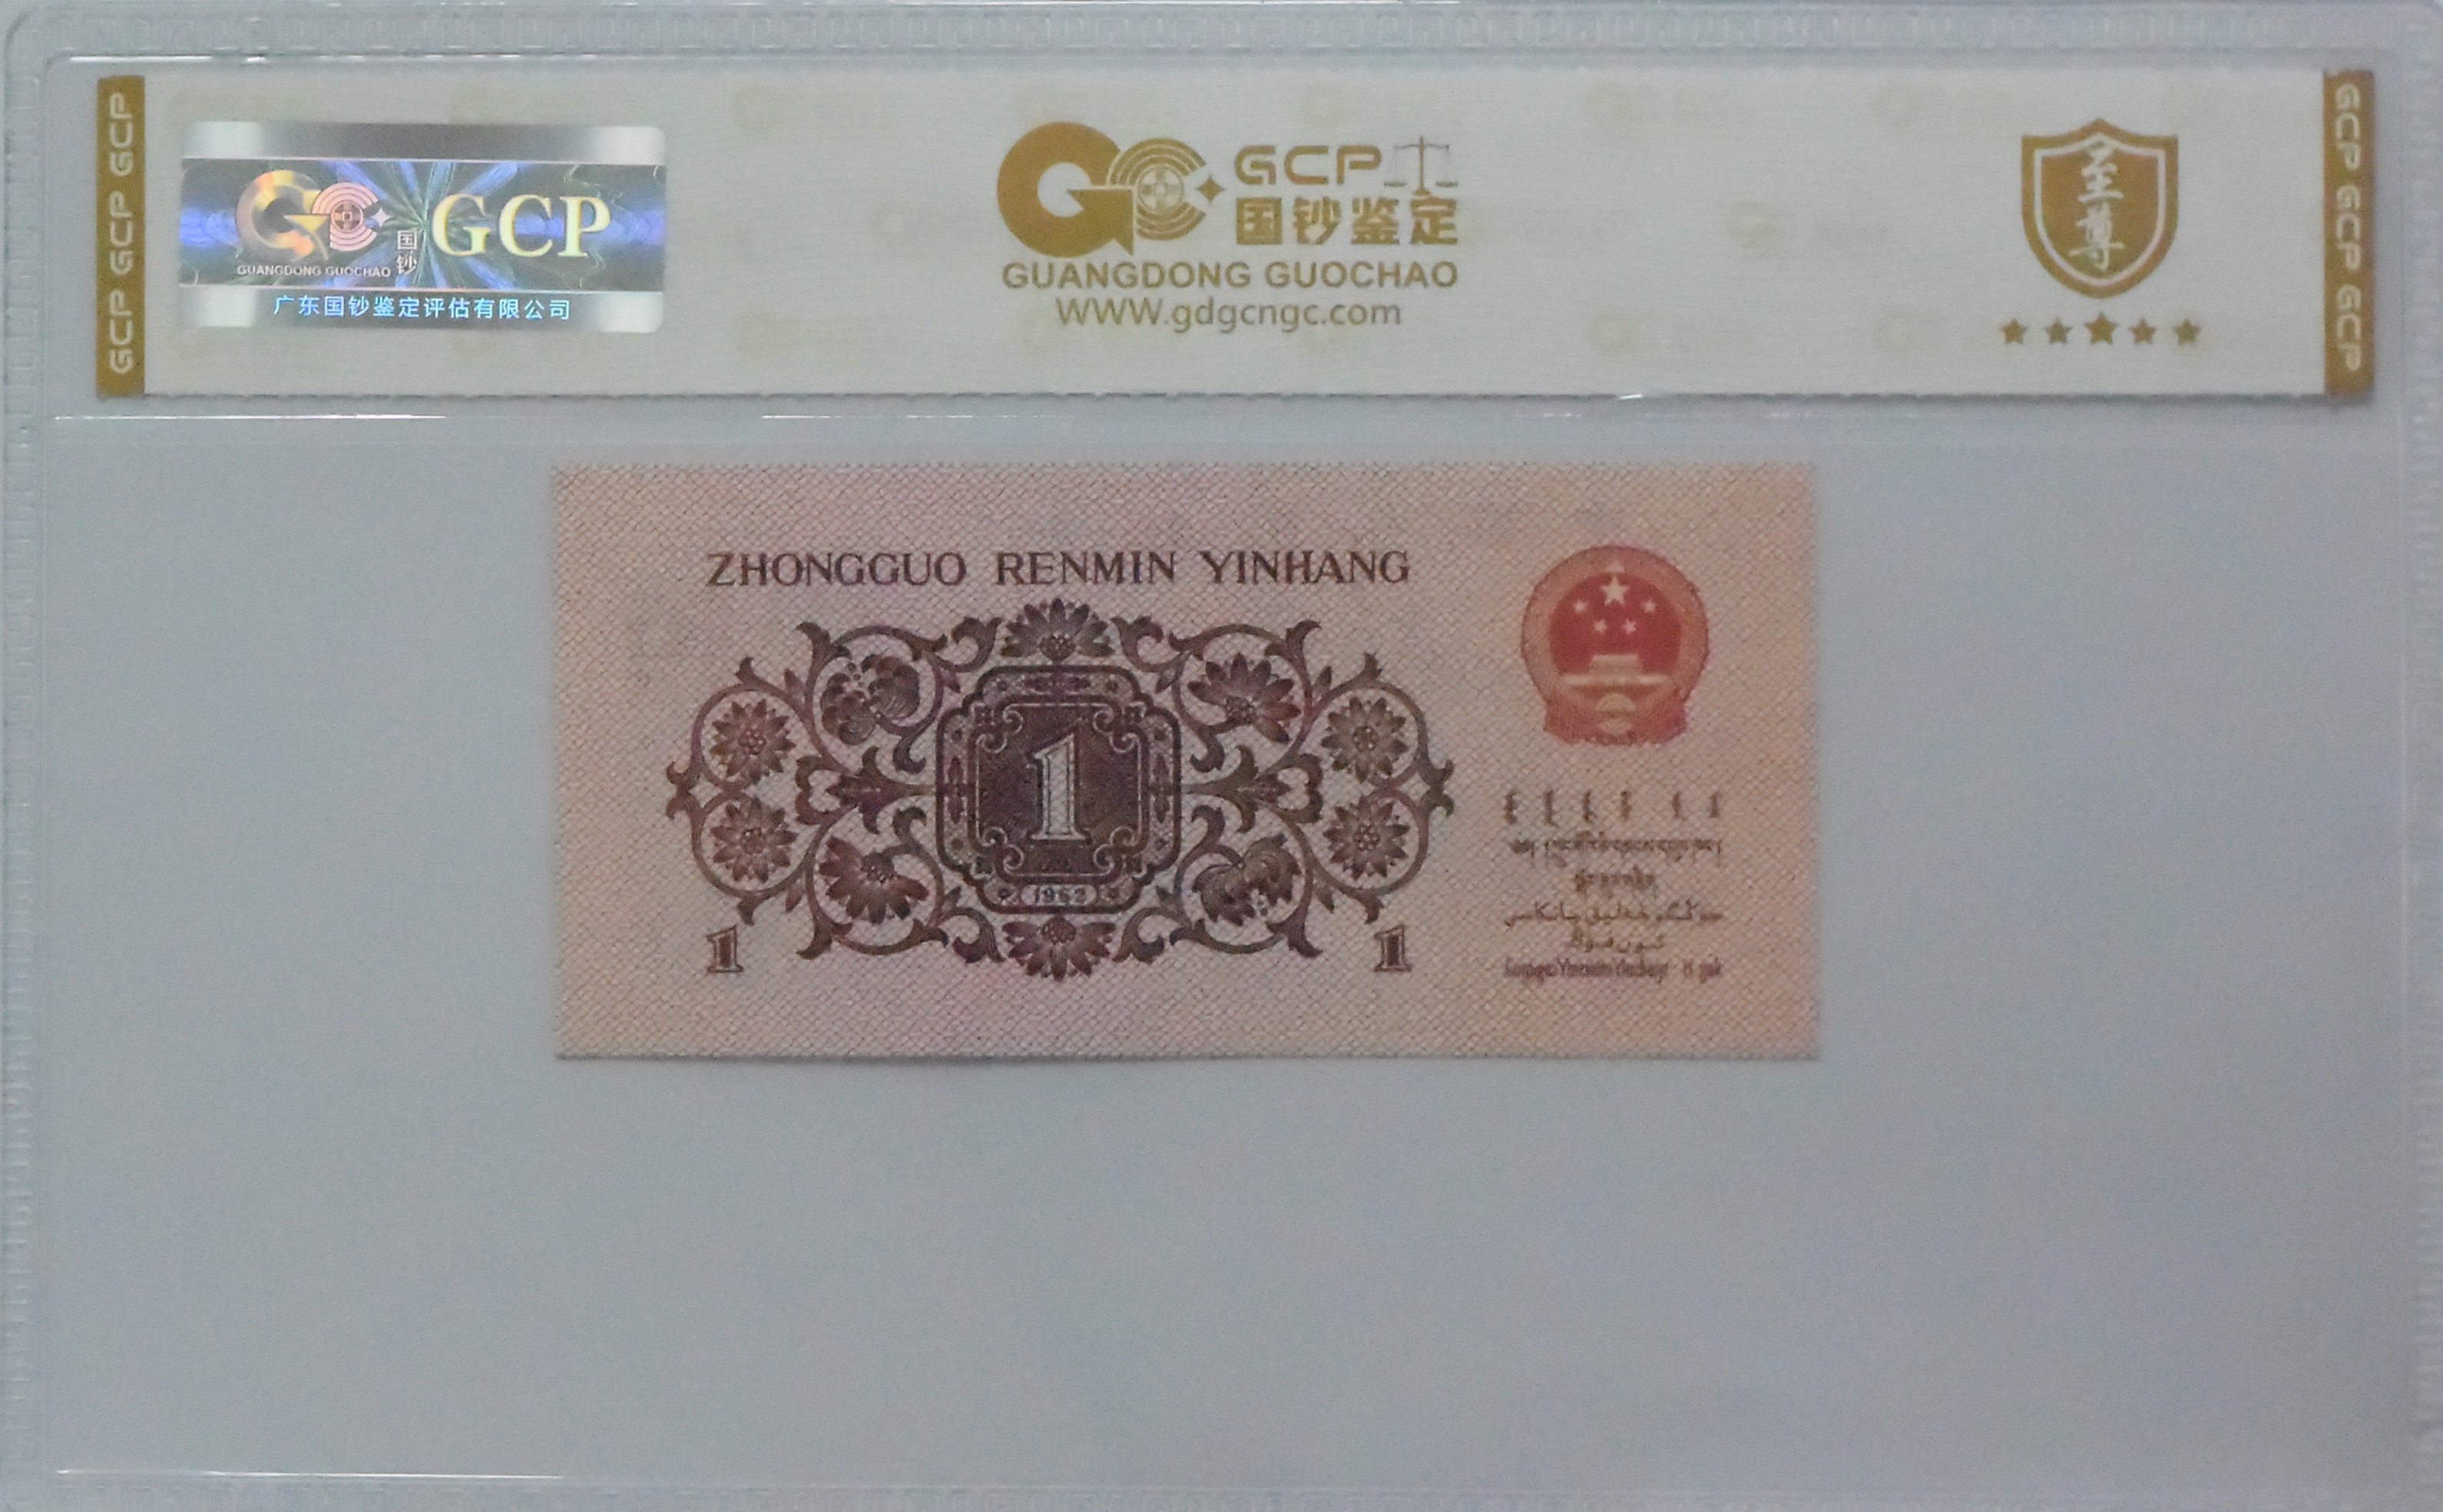 GCP GCP GCP
GCP
国钞
GUANGDONG GUOCHAO
广东国钞鉴定评估有限公司
GCP
国钞鉴定
GUANGDONG GUOCHAO
WWW.gdgcngc.com
至尊
GCP GCP GCP
ZHONGGUO RENMIN YINHANG
1
1962
1
1